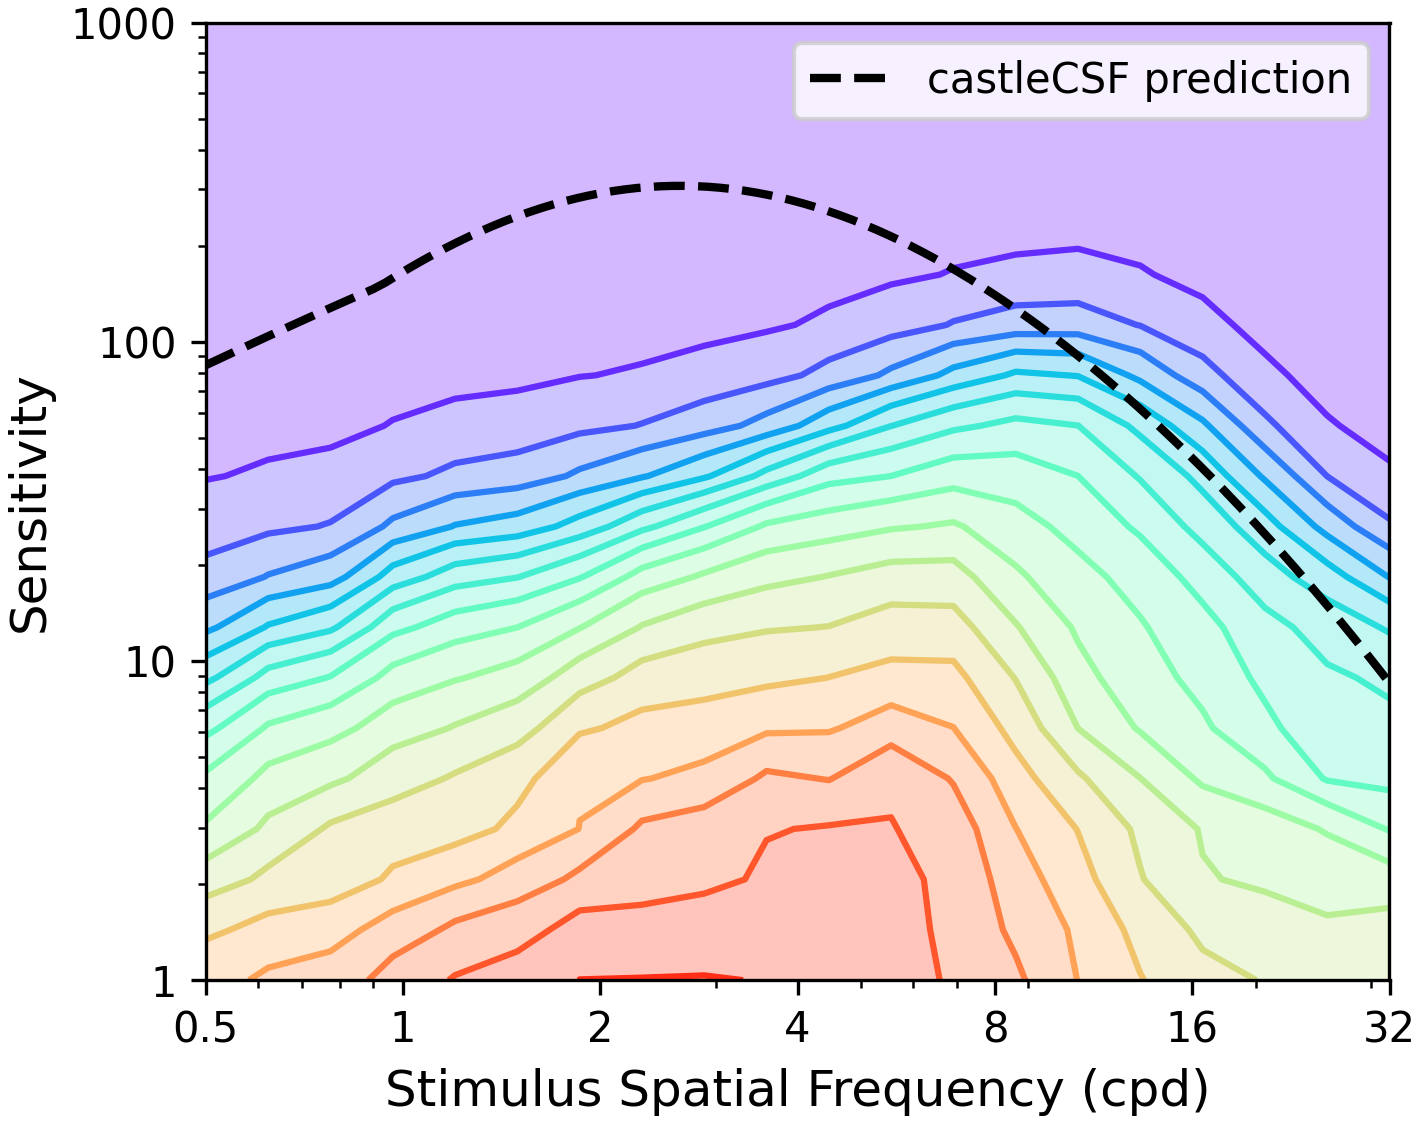 1000
castleCSF prediction
100
10
1
Sensitivity
0.5 1 2 4 8 16 32
Stimulus Spatial Frequency (cpd)